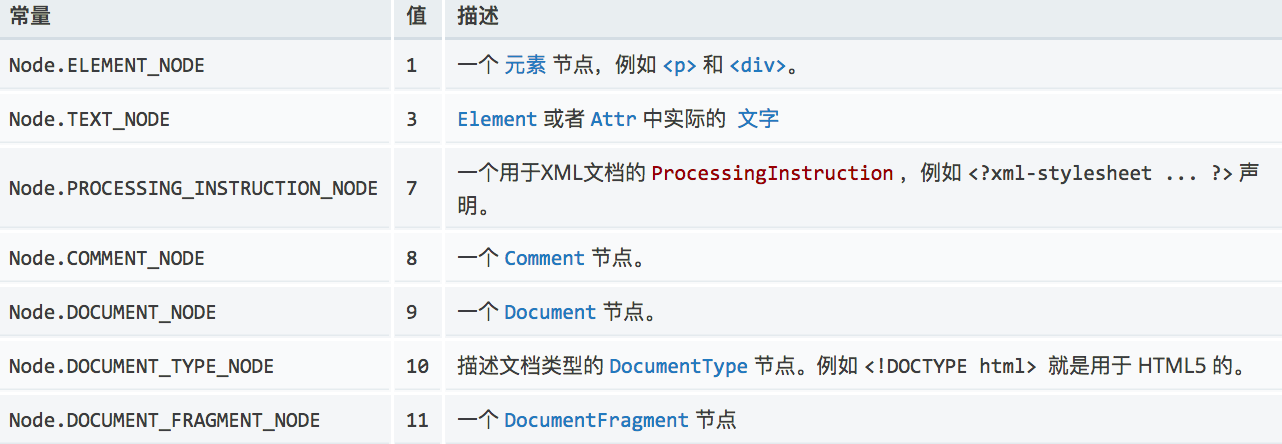 常量 值 描述
Node.ELEMENT_NODE 1 一个 元素 节点，例如 <p> 和 <div>。
Node.TEXT_NODE 3 Element 或者 Attr 中实际的 文字
Node.PROCESSING_INSTRUCTION_NODE 7 一个用于XML文档的 ProcessingInstruction ，例如 <?xml-stylesheet ... ?> 声
明。
Node.COMMENT_NODE 8 一个 Comment 节点。
Node.DOCUMENT_NODE 9 一个 Document 节点。
Node.DOCUMENT_TYPE_NODE 10 描述文档类型的 DocumentType 节点。例如 <!DOCTYPE html> 就是用于 HTML5 的。
Node.DOCUMENT_FRAGMENT_NODE 11 一个 DocumentFragment 节点